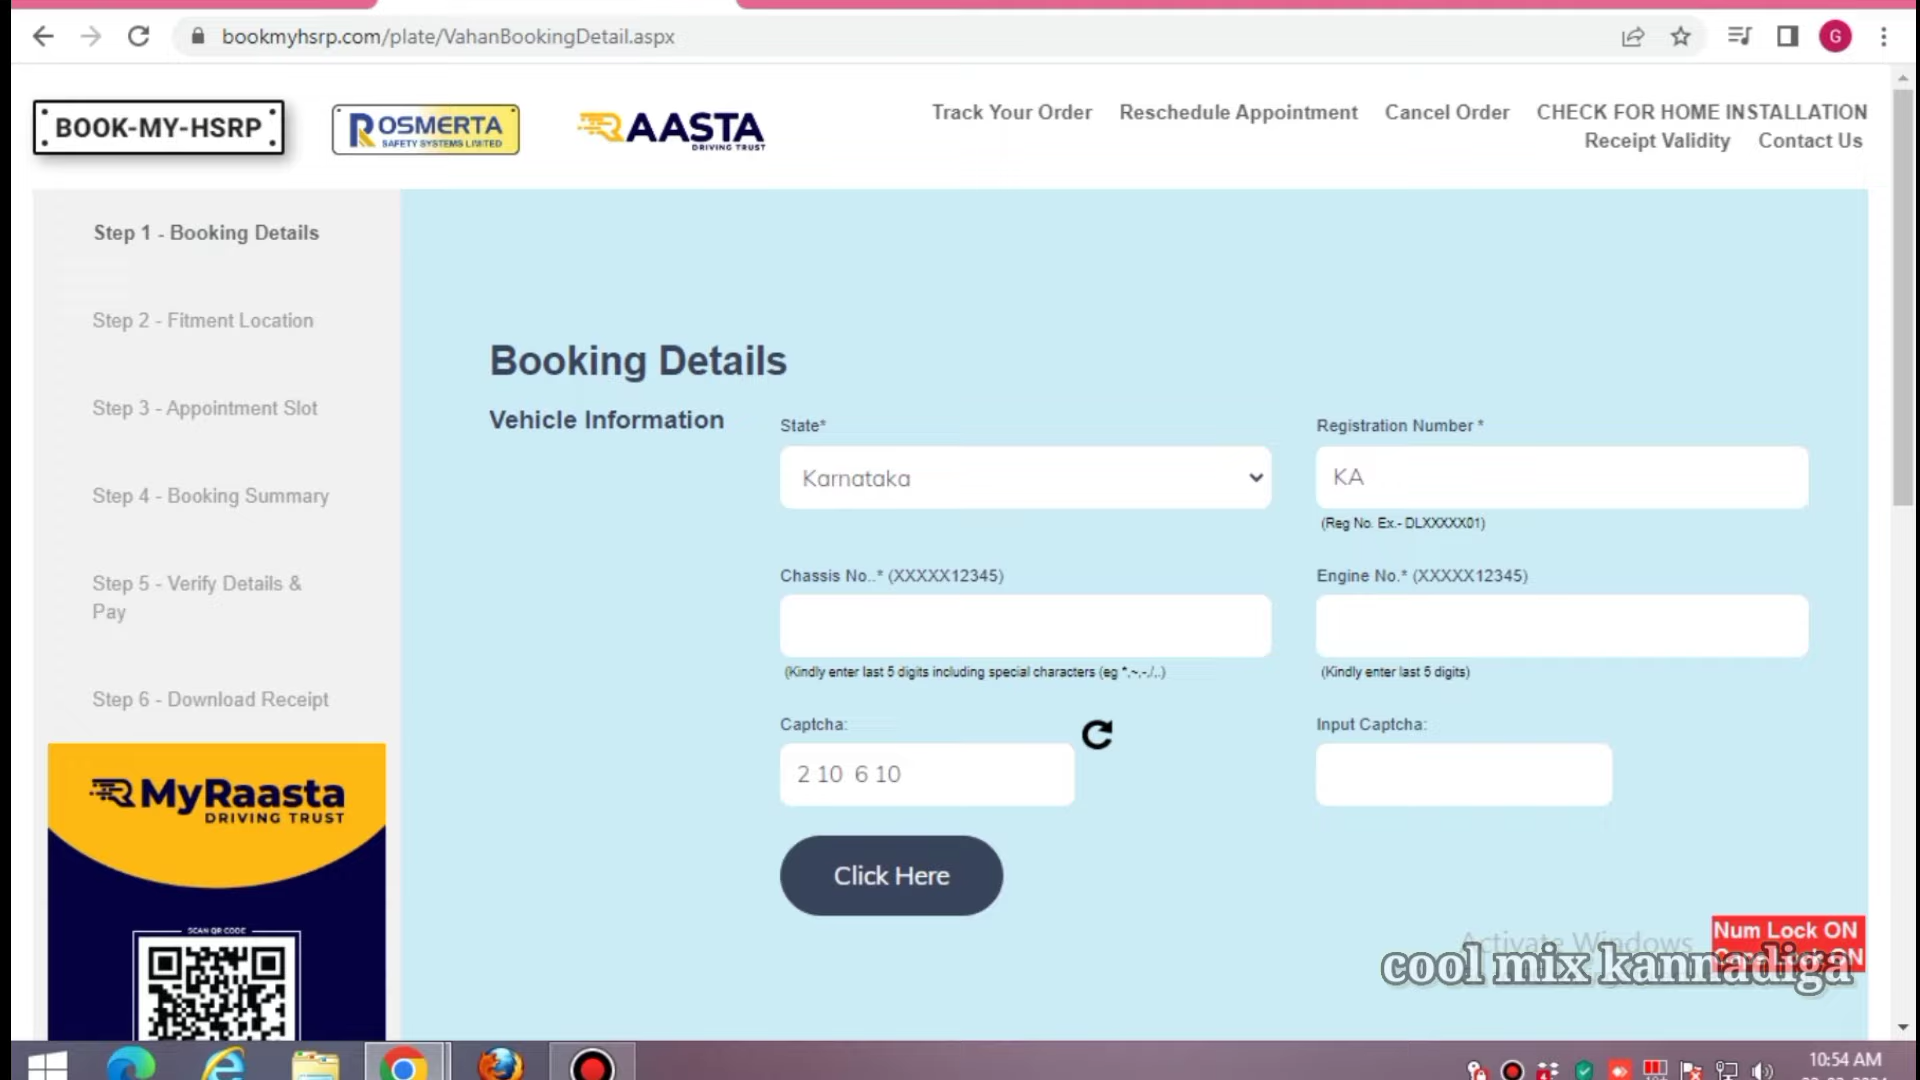 bookmyhsrp.com/plate/VahanBookingDetail.aspx
G
BOOK-MY-HSRP
ROSMERTA
SAFETY SYSTEMS LIMITED
RAASTA
DRIVING TRUST
Track Your Order
Reschedule Appointment
Cancel Order
CHECK FOR HOME INSTALLATION
Receipt Validity
Contact Us
Step 1 - Booking Details
Step 2 - Fitment Location
Step 3 - Appointment Slot
Step 4 - Booking Summary
Step 5 - Verify Details &
Pay
Step 6 - Download Receipt
MyRaasta
DRIVING TRUST
SCAN QR CODE
Booking Details
Vehicle Information
State*
Registration Number *
Karnataka
KA
(Reg No. Ex.- DLXXXXX01)
Chassis No..* (XXXXX12345)
Engine No.* (XXXXX12345)
(Kindly enter last 5 digits including special characters (eg *,~,-,/,.)
(Kindly enter last 5 digits)
Captcha:
Input Captcha:
2 10  6 10
Click Here
Activate Windows
Num Lock ON
cool mix kannadiga
10:54 AM